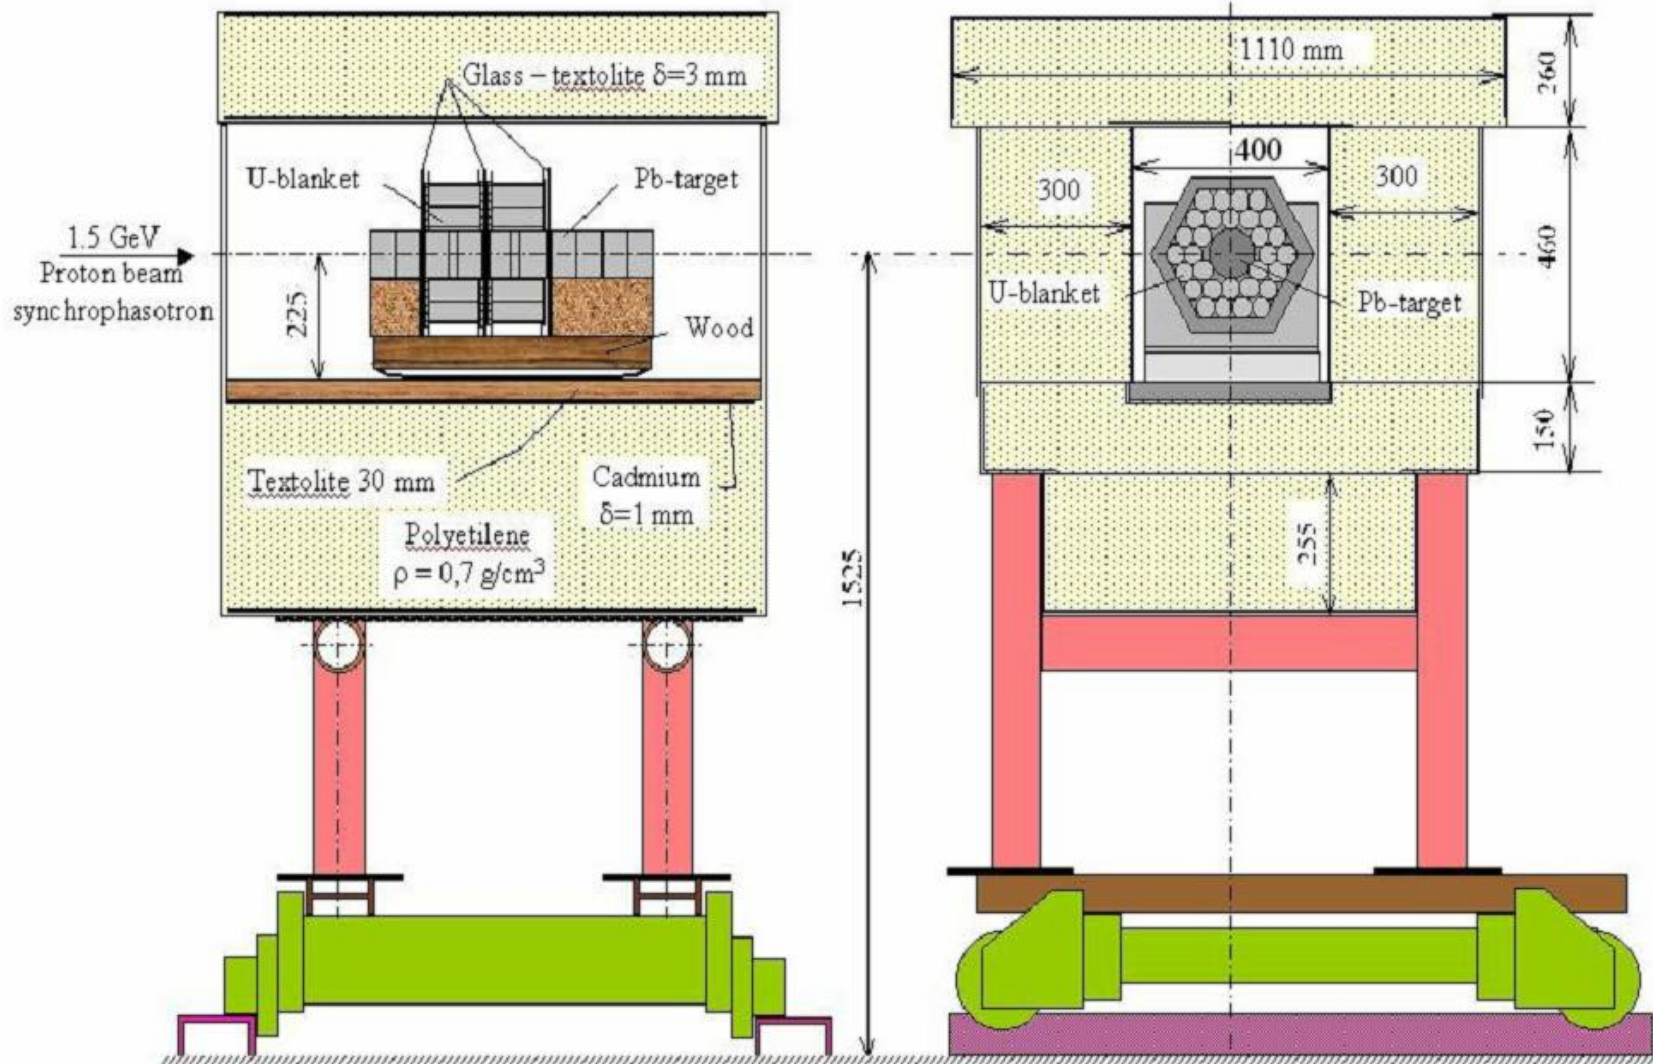 Glass – textolite δ=3 mm
U-blanket
Pb-target
1.5 GeV
Proton beam
synchrophasotron
225
Wood
Textolite 30 mm
Cadmium
δ=1 mm
Polyetilene
ρ = 0,7 g/cm³
1110 mm
260
400
300
300
460
U-blanket
Pb-target
150
255
1525